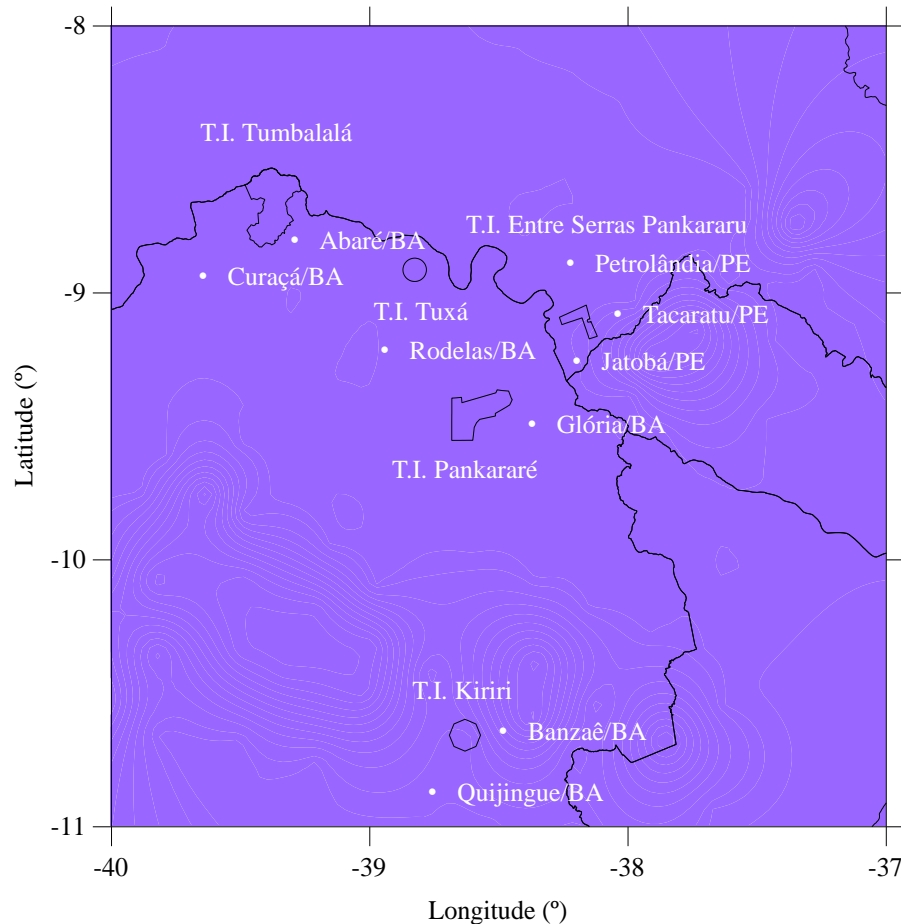 -8
T.I. Tumbalalá
T.I. Entre Serras Pankararu
Abaré/BA
Petrolândia/PE
Curaçá/BA
-9
T.I. Tuxá
Tacaratu/PE
Rodelas/BA
Jatobá/PE
Glória/BA
T.I. Pankararé
Latitude (º)
-10
T.I. Kiriri
Banzaê/BA
Quijingue/BA
-11
-40 -39 -38 -37
Longitude (º)